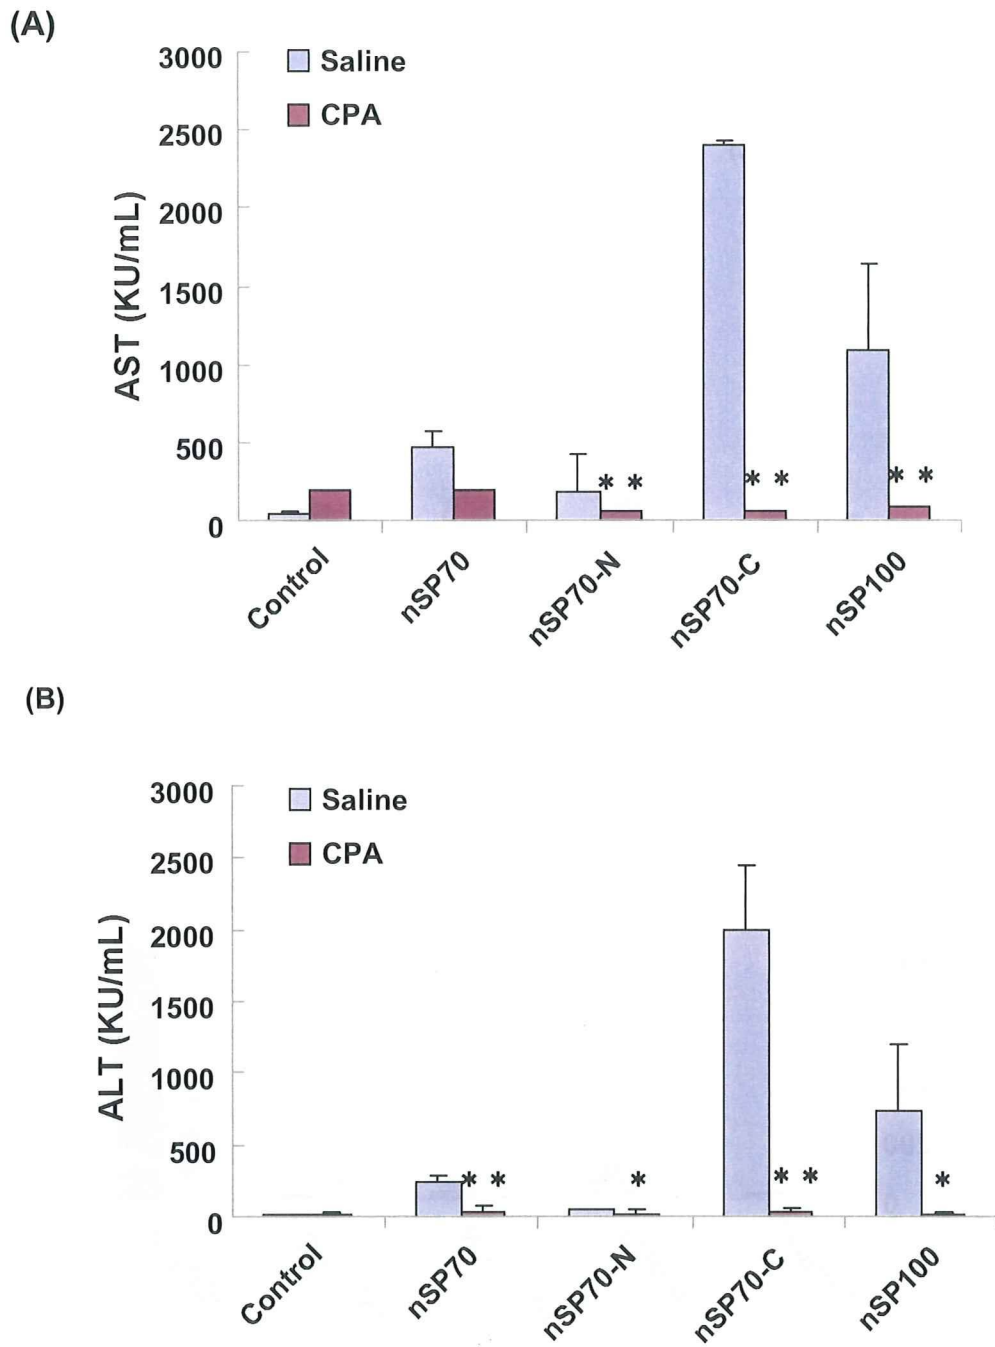 (A)
3000
2500
2000
1500
1000
500
0
AST (KU/mL)
Saline
CPA
* *
* *
* *
Control
nSP70
nSP70-N
nSP70-C
nSP100
(B)
3000
2500
2000
1500
1000
500
0
ALT (KU/mL)
Saline
CPA
* *
*
* *
*
Control
nSP70
nSP70-N
nSP70-C
nSP100